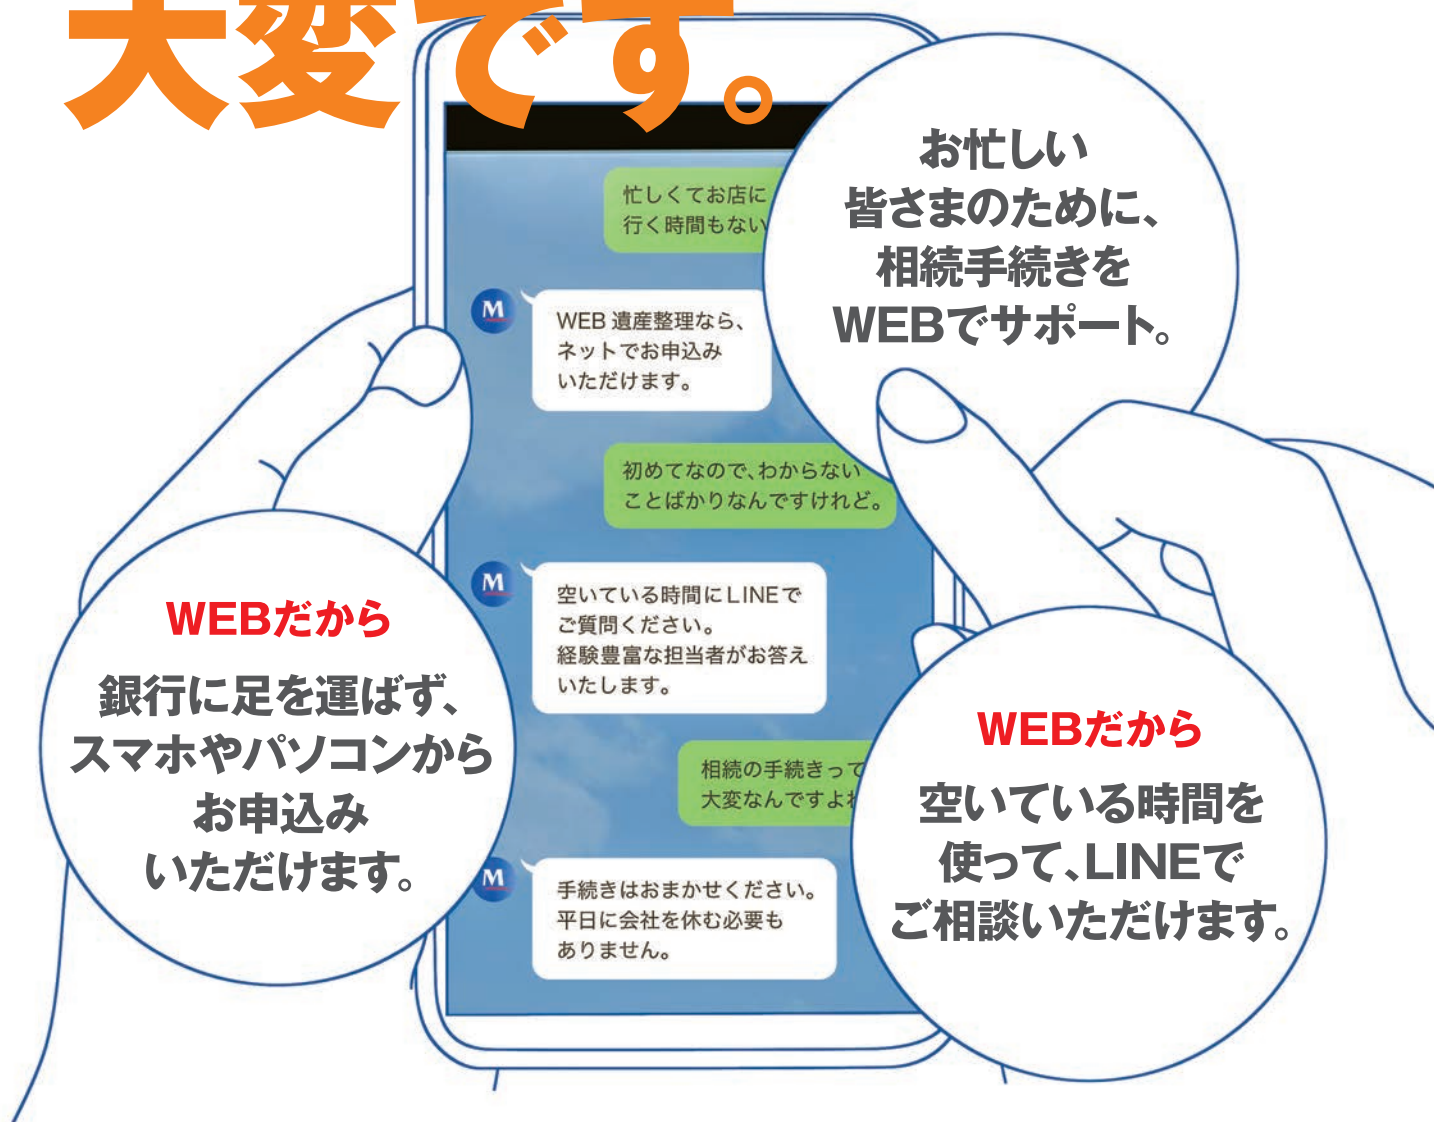 大変です。
お忙しい
皆さまのために、
相続手続きを
WEBでサポート。
忙しくてお店に
行く時間もない
M
WEB 遺産整理なら、
ネットでお申込み
いただけます。
初めてなので、わからない
ことばかりなんですけれど。
M
空いている時間にLINEで
ご質問ください。
経験豊富な担当者がお答え
いたします。
相続の手続きって
大変なんですよ
M
手続きはおまかせください。
平日に会社を休む必要も
ありません。
WEBだから
銀行に足を運ばず、
スマホやパソコンから
お申込み
いただけます。
WEBだから
空いている時間を
使って、LINEで
ご相談いただけます。